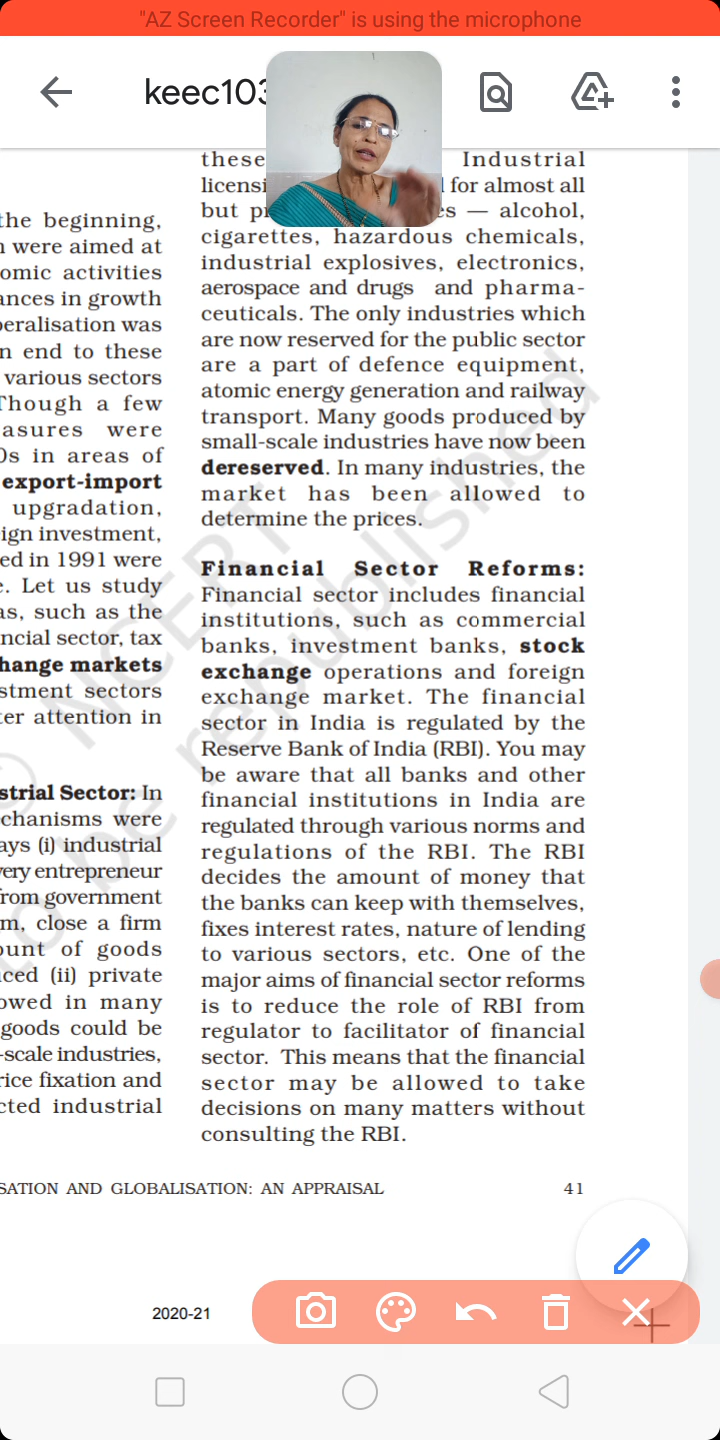 "AZ Screen Recorder" is using the microphone
keec103
the beginning,
were aimed at
omic activities
ances in growth
eralisation was
n end to these
various sectors
Though a few
asures were
0s in areas of
export-import
upgradation,
ign investment,
ed in 1991 were
e. Let us study
as, such as the
ncial sector, tax
hange markets
stment sectors
ter attention in
strial Sector: In
chanisms were
ays (i) industrial
very entrepreneur
from government
m, close a firm
ount of goods
ced (ii) private
owed in many
goods could be
-scale industries,
rice fixation and
cted industrial
these Industrial
licensi for almost all
but pr es — alcohol,
cigarettes, hazardous chemicals,
industrial explosives, electronics,
aerospace and drugs and pharma-
ceuticals. The only industries which
are now reserved for the public sector
are a part of defence equipment,
atomic energy generation and railway
transport. Many goods produced by
small-scale industries have now been
dereserved. In many industries, the
market has been allowed to
determine the prices.
Financial Sector Reforms:
Financial sector includes financial
institutions, such as commercial
banks, investment banks, stock
exchange operations and foreign
exchange market. The financial
sector in India is regulated by the
Reserve Bank of India (RBI). You may
be aware that all banks and other
financial institutions in India are
regulated through various norms and
regulations of the RBI. The RBI
decides the amount of money that
the banks can keep with themselves,
fixes interest rates, nature of lending
to various sectors, etc. One of the
major aims of financial sector reforms
is to reduce the role of RBI from
regulator to facilitator of financial
sector. This means that the financial
sector may be allowed to take
decisions on many matters without
consulting the RBI.
© NCERT
to be republished
SATION AND GLOBALISATION: AN APPRAISAL 41
2020-21